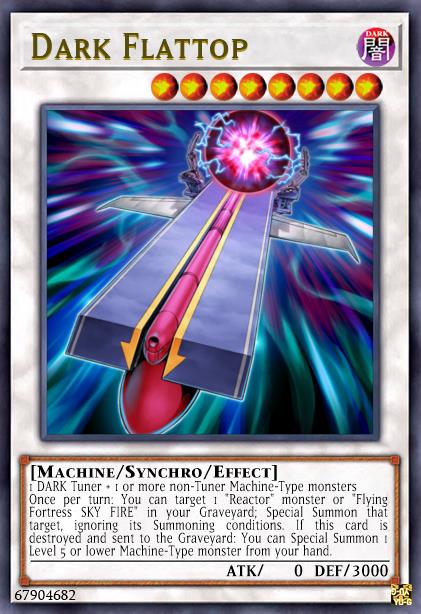 DARK FLATTOP
DARK
闇
[MACHINE/SYNCHRO/EFFECT]
1 DARK Tuner + 1 or more non-Tuner Machine-Type monsters
Once per turn: You can target 1 "Reactor" monster or "Flying
Fortress SKY FIRE" in your Graveyard; Special Summon that
target, ignoring its Summoning conditions. If this card is
destroyed and sent to the Graveyard: You can Special Summon 1
Level 5 or lower Machine-Type monster from your hand.
ATK/ 0 DEF/3000
67904682